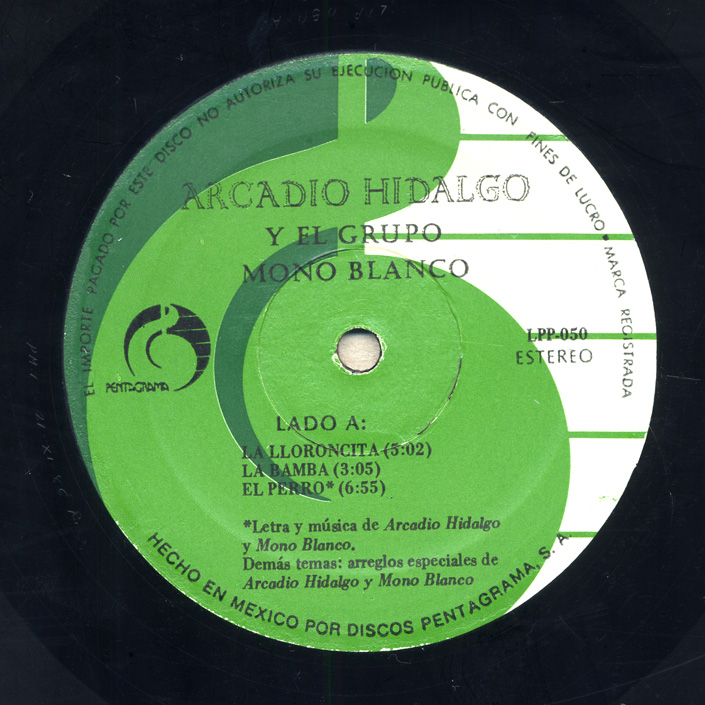 EL IMPORTE PAGADO POR ESTE DISCO NO AUTORIZA SU EJECUCION PUBLICA CON FINES DE LUCRO • MARCA REGISTRADA
ARCADIO HIDALGO
Y EL GRUPO
MONO BLANCO
PENTAGRAMA
LPP-050
ESTEREO
LADO A:
LA LLORONCITA (5:02)
LA BAMBA (3:05)
EL PERRO* (6:55)
*Letra y música de Arcadio Hidalgo
y Mono Blanco.
Demás temas: arreglos especiales de
Arcadio Hidalgo y Mono Blanco
HECHO EN MEXICO POR DISCOS PENTAGRAMA, S. A.